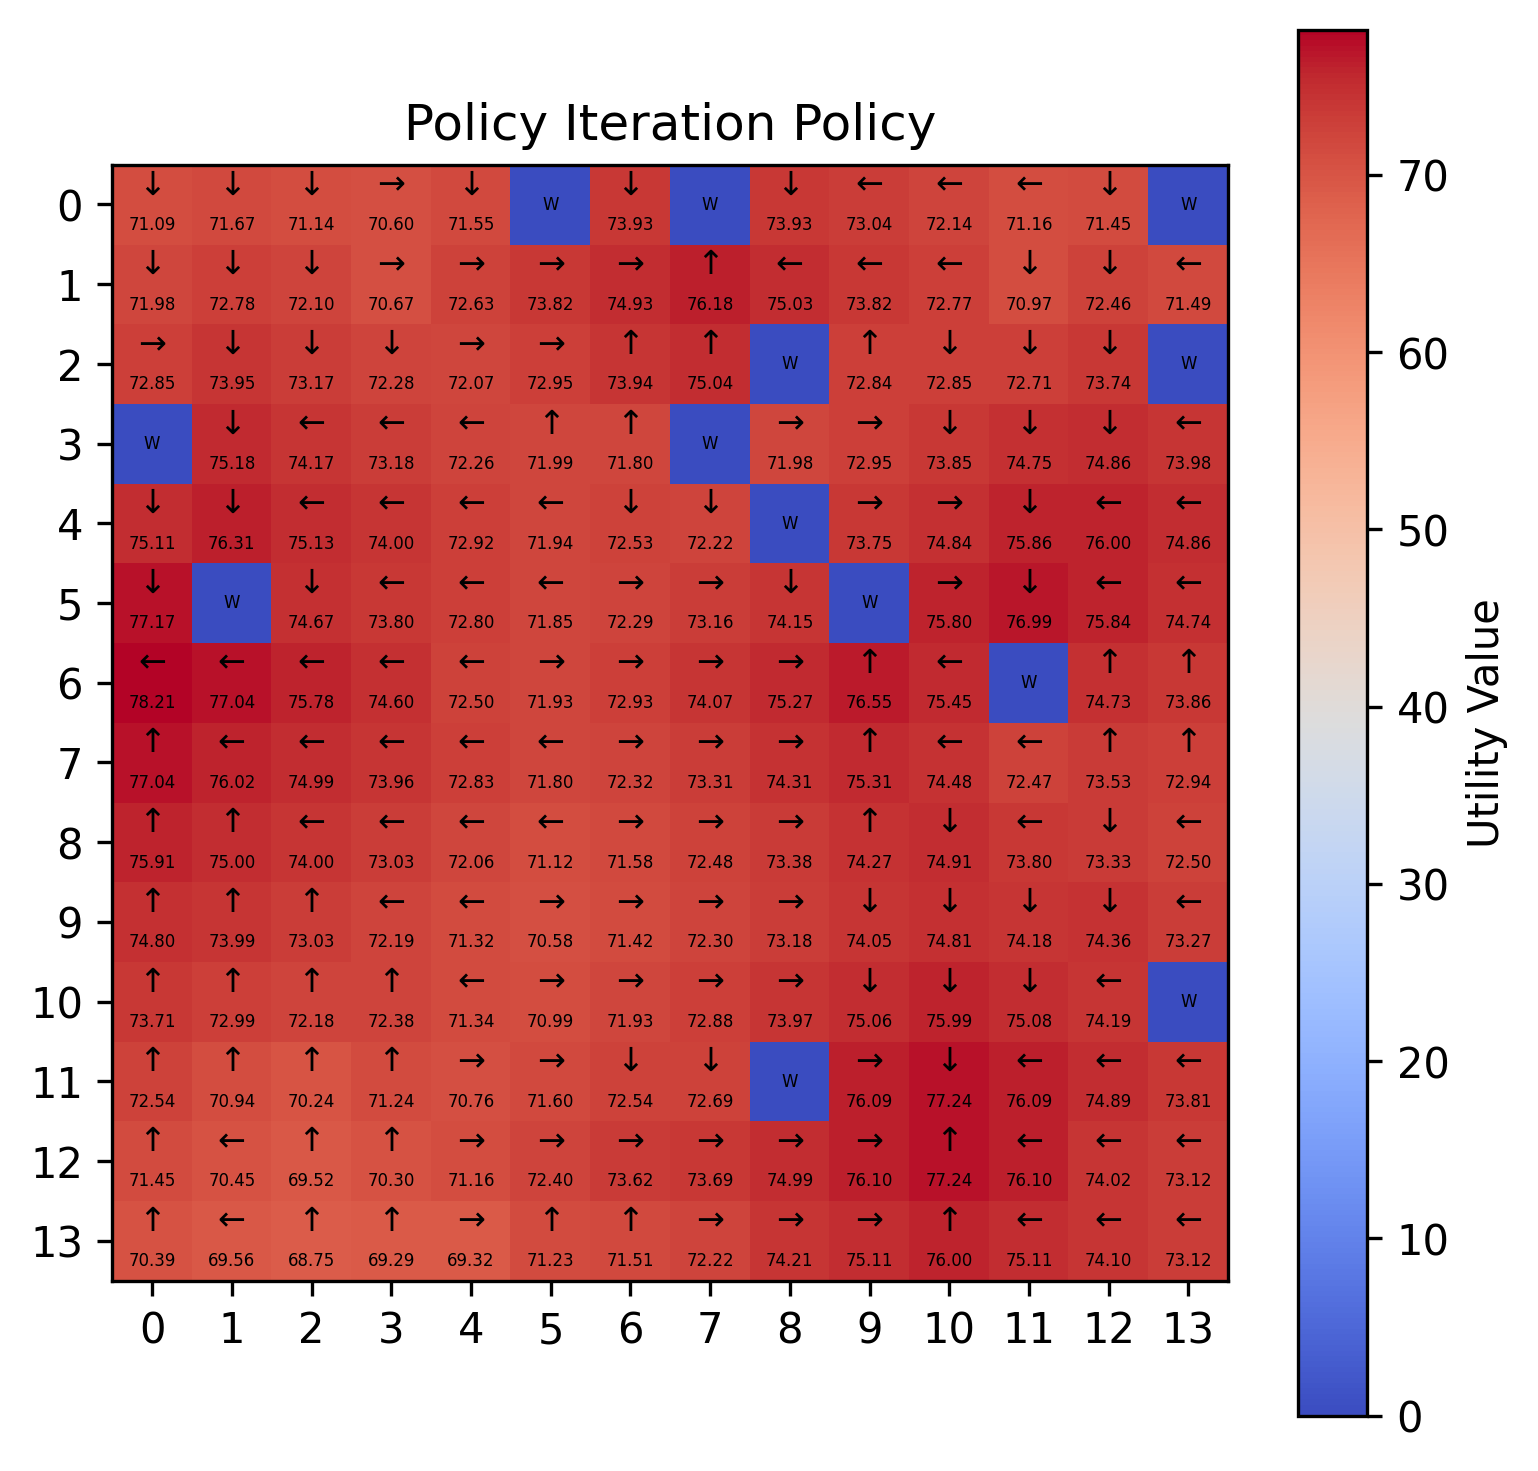 Policy Iteration Policy
0 ↓ ↓ ↓ → ↓ W ↓ W ↓ ← ← ← ↓ W
71.09 71.67 71.14 70.60 71.55 73.93 73.93 73.04 72.14 71.16 71.45
1 ↓ ↓ ↓ → → → → ↑ ← ← ← ↓ ↓ ←
71.98 72.78 72.10 70.67 72.63 73.82 74.93 76.18 75.03 73.82 72.77 70.97 72.46 71.49
2 → ↓ ↓ ↓ → → ↑ ↑ W ↑ ↓ ↓ ↓ W
72.85 73.95 73.17 72.28 72.07 72.95 73.94 75.04 72.84 72.85 72.71 73.74
3 W ↓ ← ← ← ↑ ↑ W → → ↓ ↓ ↓ ←
75.18 74.17 73.18 72.26 71.99 71.80 71.98 72.95 73.85 74.75 74.86 73.98
4 ↓ ↓ ← ← ← ← ↓ ↓ W → → ↓ ← ←
75.11 76.31 75.13 74.00 72.92 71.94 72.53 72.22 73.75 74.84 75.86 76.00 74.86
5 ↓ W ↓ ← ← ← → → ↓ W → ↓ ← ←
77.17 74.67 73.80 72.80 71.85 72.29 73.16 74.15 75.80 76.99 75.84 74.74
6 ← ← ← ← ← → → → → ↑ ← W ↑ ↑
78.21 77.04 75.78 74.60 72.50 71.93 72.93 74.07 75.27 76.55 75.45 74.73 73.86
7 ↑ ← ← ← ← ← → → → ↑ ← ← ↑ ↑
77.04 76.02 74.99 73.96 72.83 71.80 72.32 73.31 74.31 75.31 74.48 72.47 73.53 72.94
8 ↑ ↑ ← ← ← ← → → → ↑ ↓ ← ↓ ←
75.91 75.00 74.00 73.03 72.06 71.12 71.58 72.48 73.38 74.27 74.91 73.80 73.33 72.50
9 ↑ ↑ ↑ ← ← → → → → ↓ ↓ ↓ ↓ ←
74.80 73.99 73.03 72.19 71.32 70.58 71.42 72.30 73.18 74.05 74.81 74.18 74.36 73.27
10 ↑ ↑ ↑ ↑ ← → → → → ↓ ↓ ↓ ← W
73.71 72.99 72.18 72.38 71.34 70.99 71.93 72.88 73.97 75.06 75.99 75.08 74.19
11 ↑ ↑ ↑ ↑ → → ↓ ↓ W → ↓ ← ← ←
72.54 70.94 70.24 71.24 70.76 71.60 72.54 72.69 76.09 77.24 76.09 74.89 73.81
12 ↑ ← ↑ ↑ → → → → → → ↑ ← ← ←
71.45 70.45 69.52 70.30 71.16 72.40 73.62 73.69 74.99 76.10 77.24 76.10 74.02 73.12
13 ↑ ← ↑ ↑ → ↑ ↑ → → → ↑ ← ← ←
70.39 69.56 68.75 69.29 69.32 71.23 71.51 72.22 74.21 75.11 76.00 75.11 74.10 73.12
0 1 2 3 4 5 6 7 8 9 10 11 12 13
70
60
50
40
30
20
10
0
Utility Value